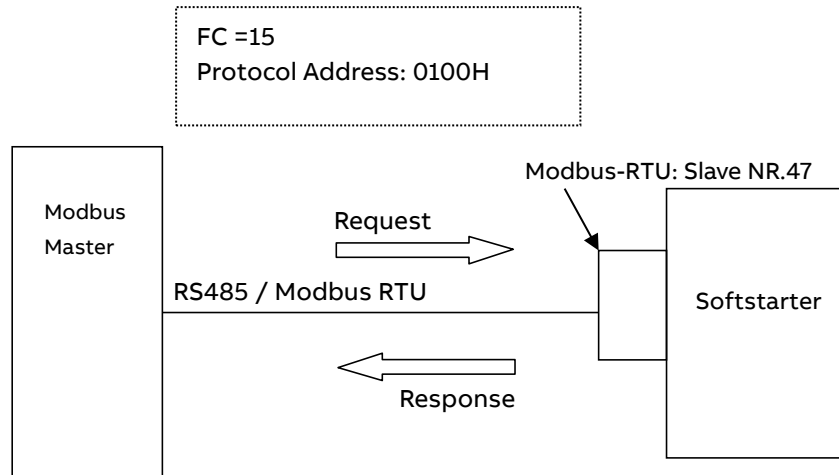 FC =15
Protocol Address: 0100H
Modbus-RTU: Slave NR.47
Modbus
Master
Request
RS485 / Modbus RTU
Softstarter
Response